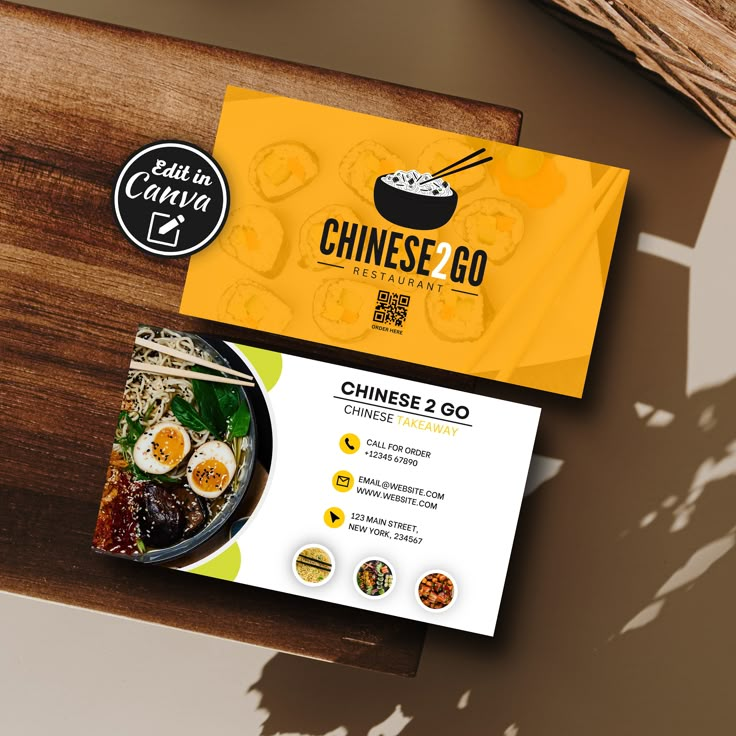 Edit in
Canva
CHINESE2GO
RESTAURANT
ORDER HERE
CHINESE 2 GO
CHINESE TAKEAWAY
CALL FOR ORDER
+12345 67890
EMAIL@WEBSITE.COM
WWW.WEBSITE.COM
123 MAIN STREET,
NEW YORK, 234567